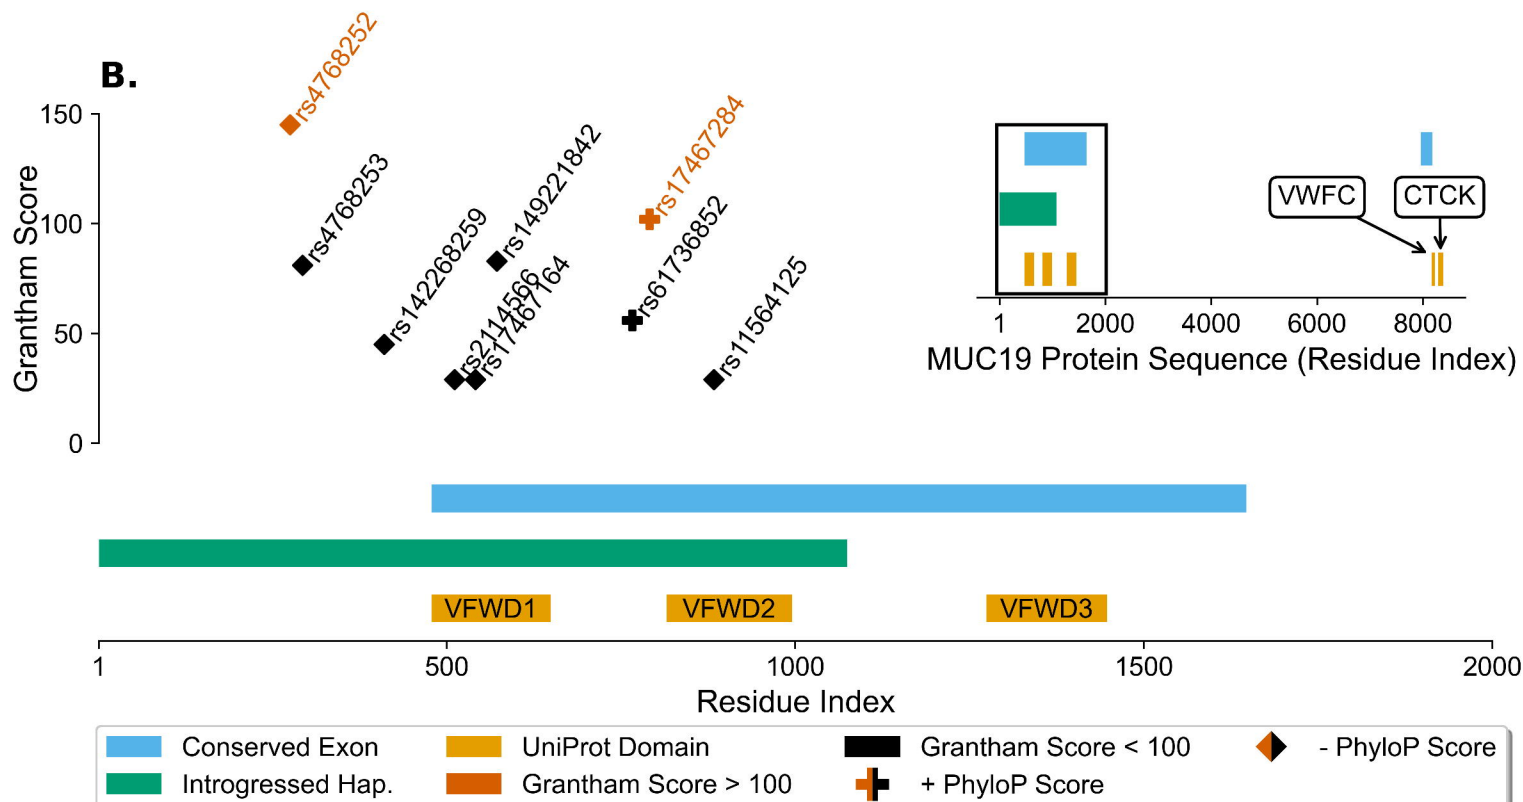 B.
Grantham Score
150
100
50
0
rs4768252
rs4768253
rs142268259
rs2114566
rs17467164
rs149221842
rs17467284
rs61736852
rs11564125
VWFC
CTCK
1 2000 4000 6000 8000
MUC19 Protein Sequence (Residue Index)
VFWD1 VFWD2 VFWD3
1 500 1000 1500 2000
Residue Index
Conserved Exon UniProt Domain Grantham Score < 100 - PhyloP Score
Introgressed Hap. Grantham Score > 100 + PhyloP Score